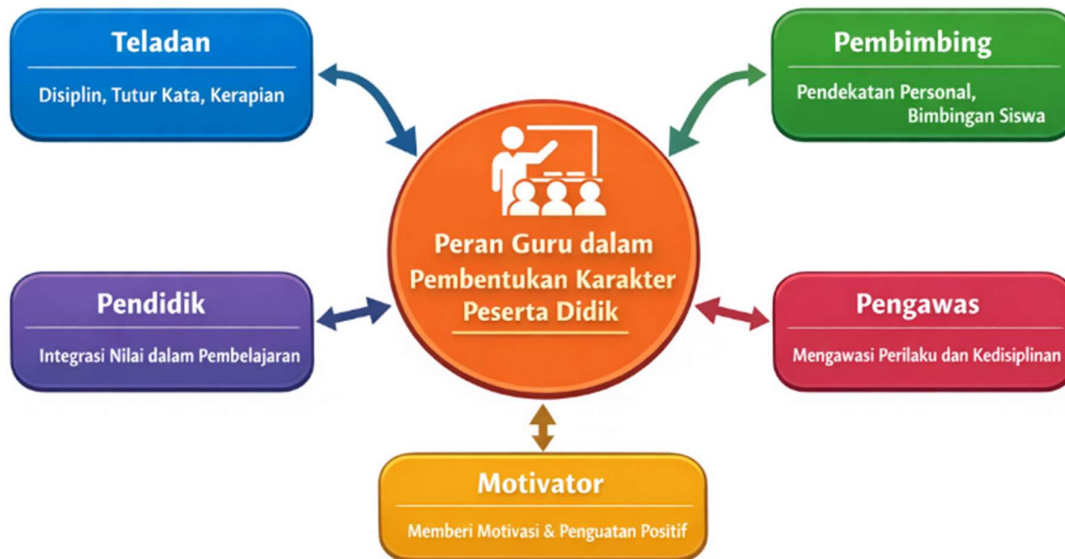 Teladan
Disiplin, Tutur Kata, Kerapian
Pembimbing
Pendekatan Personal,
Bimbingan Siswa
Peran Guru dalam
Pembentukan Karakter
Peserta Didik
Pendidik
Integrasi Nilai dalam Pembelajaran
Pengawas
Mengawasi Perilaku dan Kedisiplinan
Motivator
Memberi Motivasi & Penguatan Positif